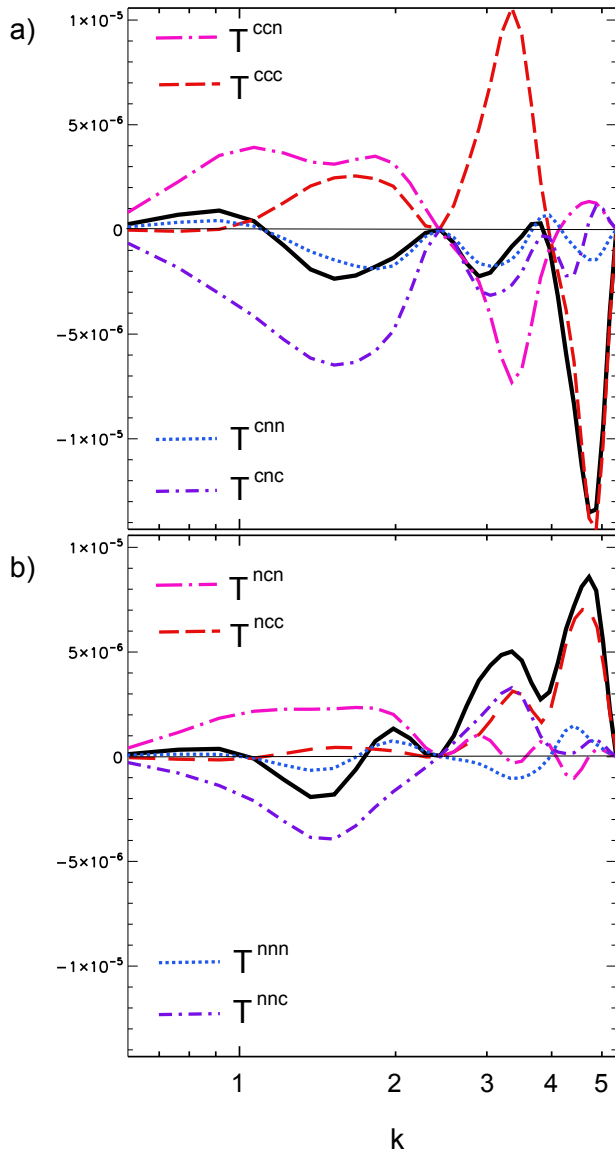 a)
1×10⁻⁵
T^ccn
T^ccc
5×10⁻⁶
0
−5×10⁻⁶
−1×10⁻⁵
T^cnn
T^cnc
b)
1×10⁻⁵
T^ncn
T^ncc
5×10⁻⁶
0
−5×10⁻⁶
−1×10⁻⁵
T^nnn
T^nnc
1 2 3 4 5
k